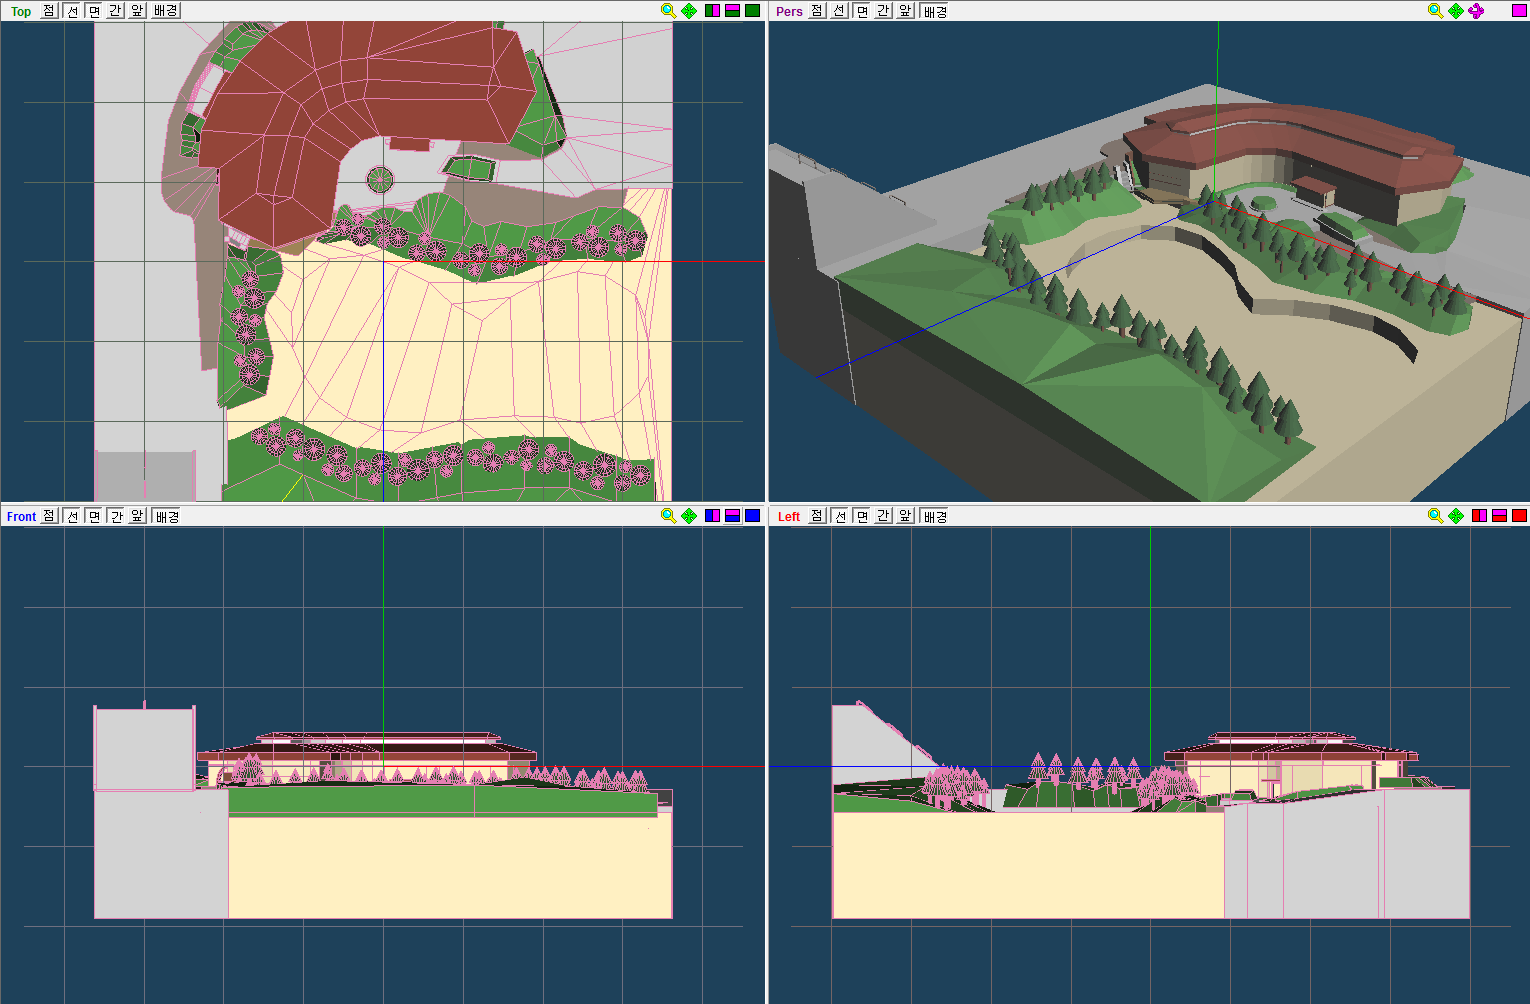 Top 점 선 면 간 앞 배경
Pers 점 선 면 간 앞 배경
Front 점 선 면 간 앞 배경
Left 점 선 면 간 앞 배경